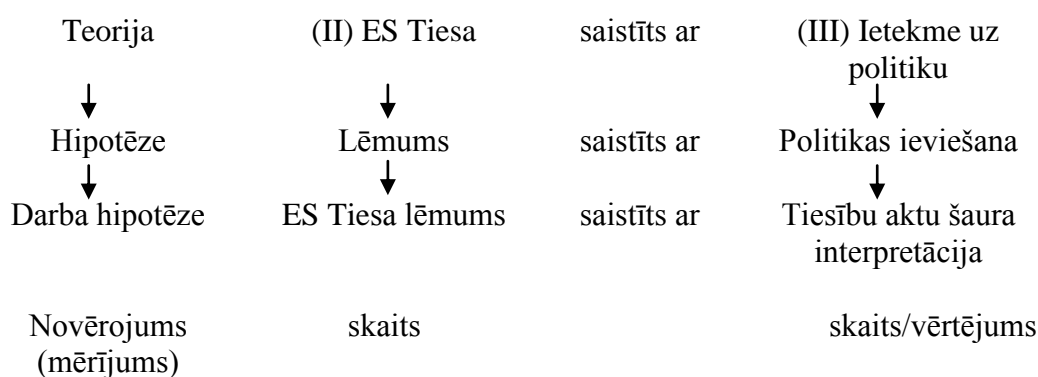 Teorija (II) ES Tiesa saistīts ar (III) Ietekme uz
politiku
Hipotēze Lēmums saistīts ar Politikas ieviešana
Darba hipotēze ES Tiesa lēmums saistīts ar Tiesību aktu šaura
interpretācija
Novērojums skaits skaits/vērtējums
(mērījums)